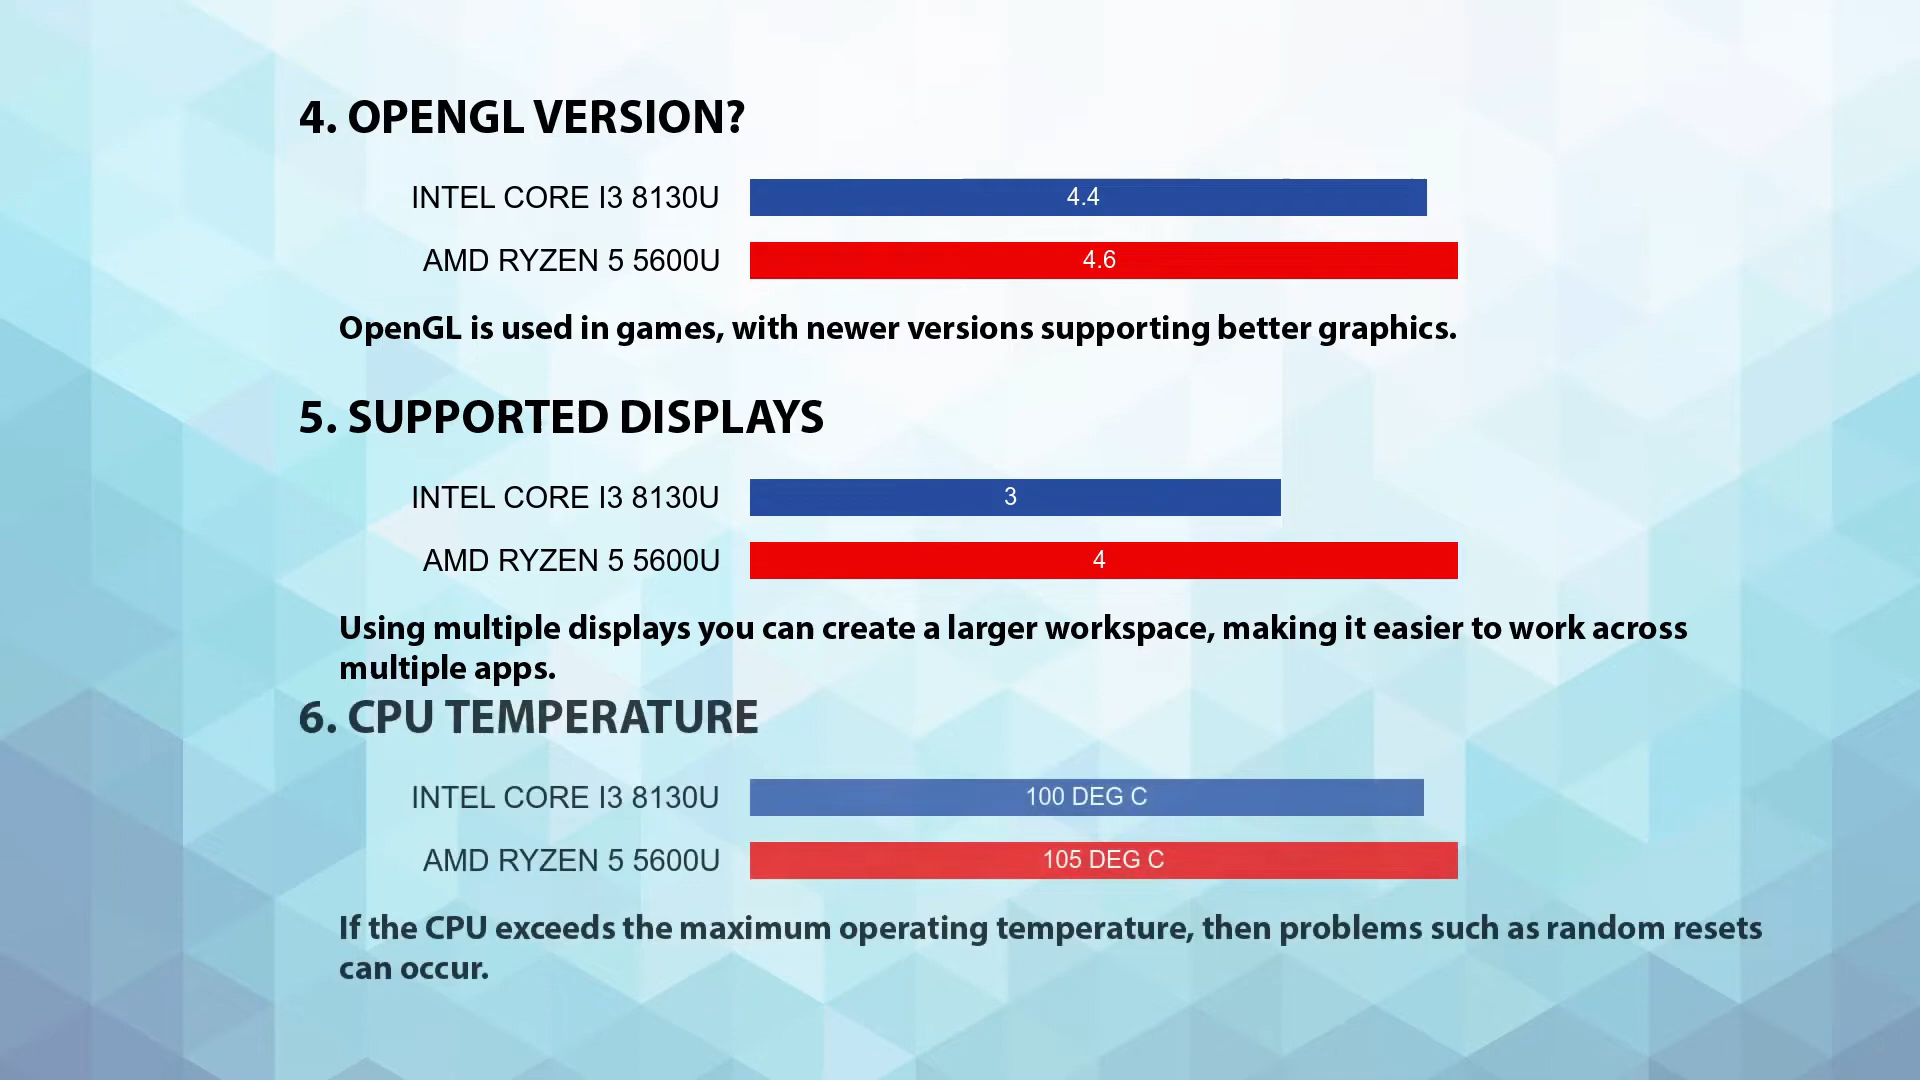 4. OPENGL VERSION?
INTEL CORE I3 8130U
4.4
AMD RYZEN 5 5600U
4.6
OpenGL is used in games, with newer versions supporting better graphics.
5. SUPPORTED DISPLAYS
INTEL CORE I3 8130U
3
AMD RYZEN 5 5600U
4
Using multiple displays you can create a larger workspace, making it easier to work across
multiple apps.
6. CPU TEMPERATURE
INTEL CORE I3 8130U
100 DEG C
AMD RYZEN 5 5600U
105 DEG C
If the CPU exceeds the maximum operating temperature, then problems such as random resets
can occur.